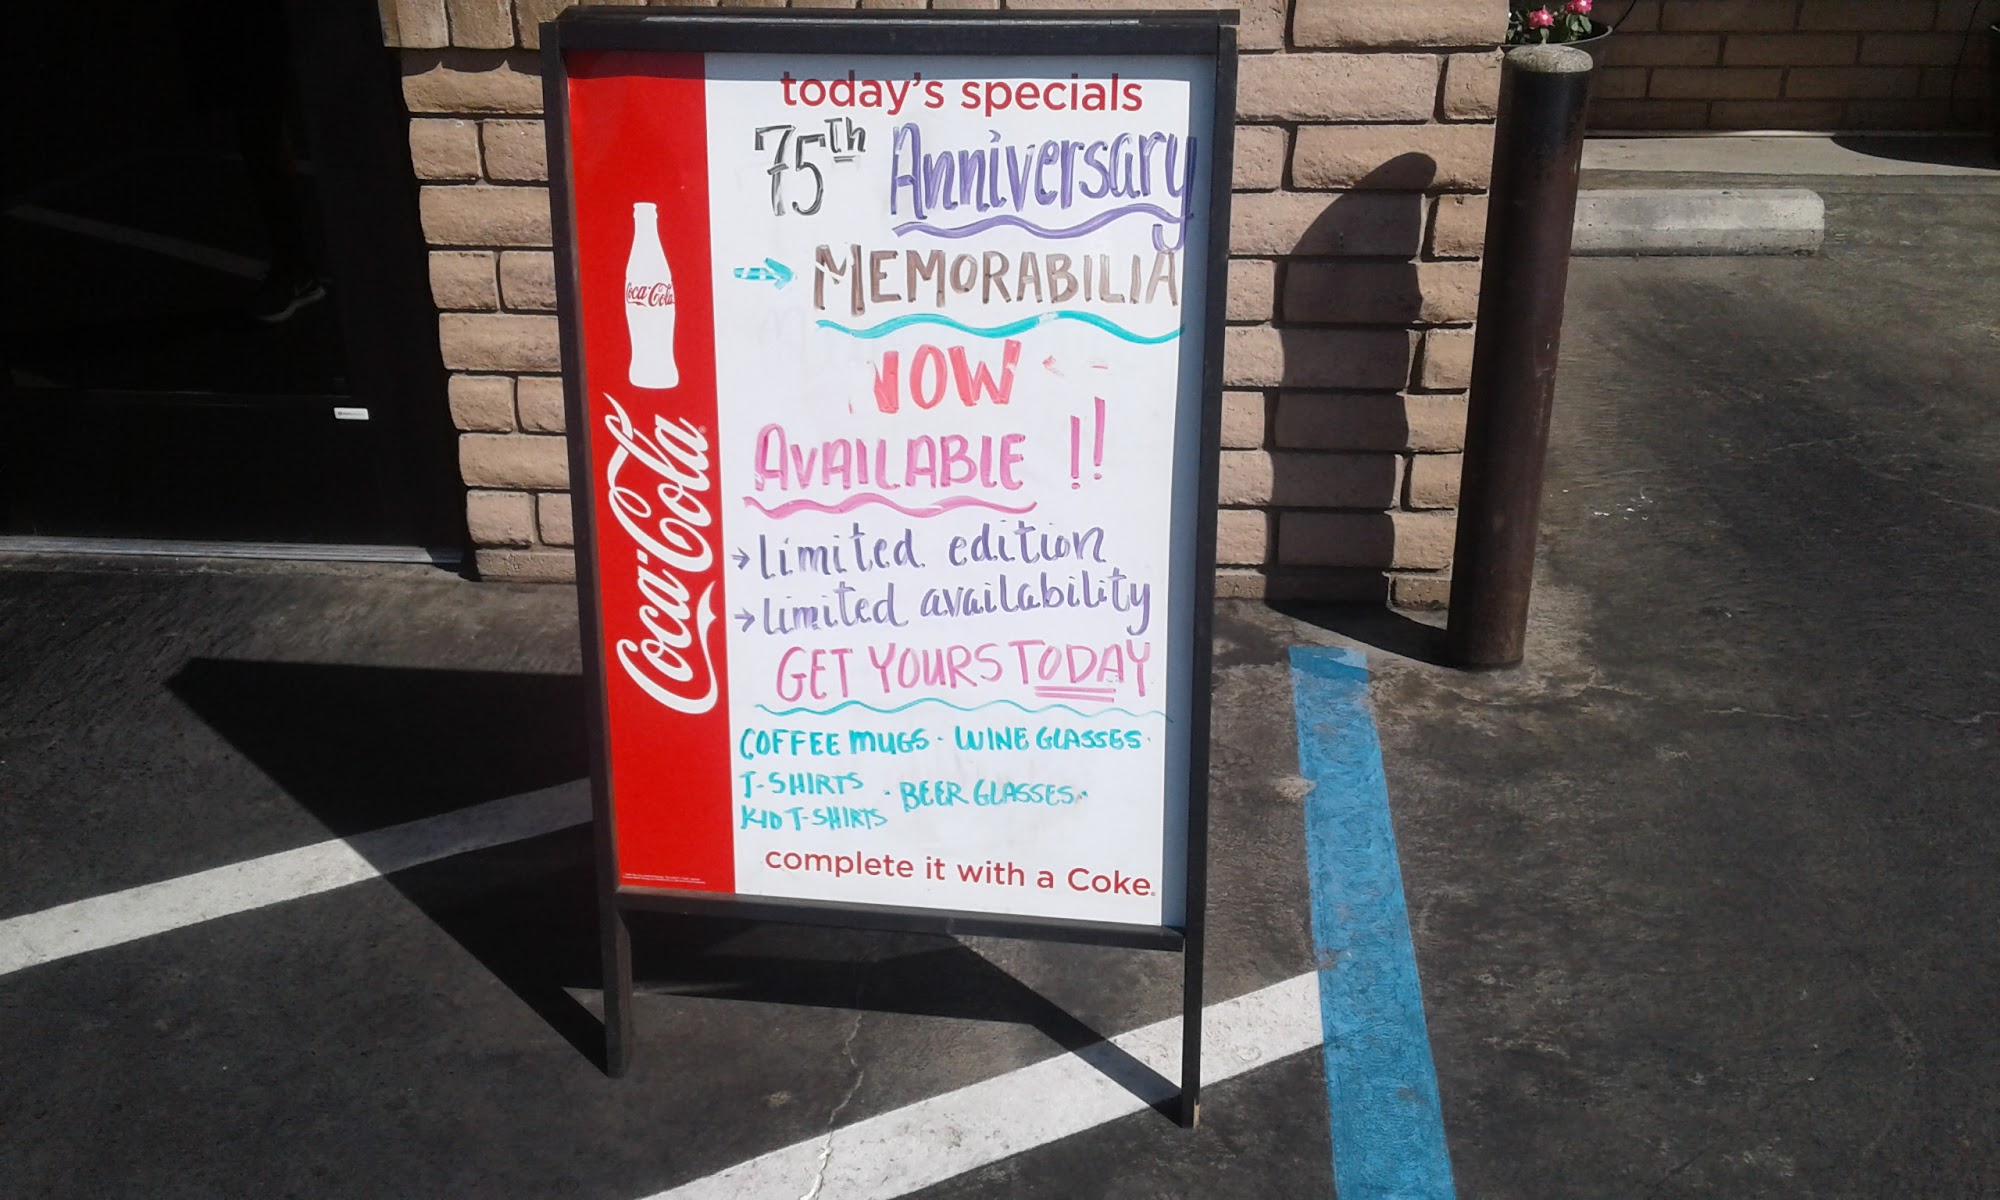 today's specials
75th Anniversary
→ MEMORABILIA
NOW
AVAILABLE !!
→ limited edition
→ limited availability
GET YOURS TODAY
COFFEE MUGS · WINE GLASSES ·
T-SHIRTS · BEER GLASSES ·
KID T-SHIRTS
complete it with a Coke®
Coca-Cola
Coca-Cola®